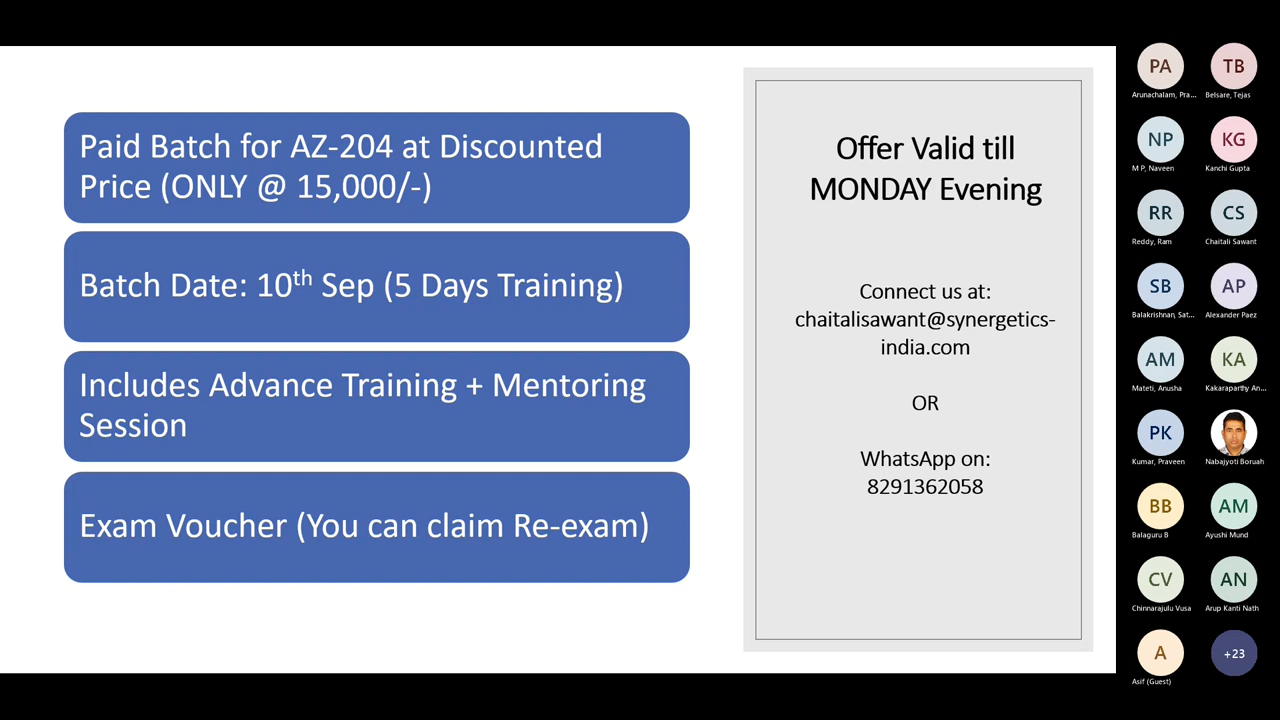 Paid Batch for AZ-204 at Discounted
Price (ONLY @ 15,000/-)
Batch Date: 10th Sep (5 Days Training)
Includes Advance Training + Mentoring
Session
Exam Voucher (You can claim Re-exam)
Offer Valid till
MONDAY Evening
Connect us at:
chaitalisawant@synergetics-
india.com
OR
WhatsApp on:
8291362058
PA
Arunachalam, Pra...
TB
Belsare, Tejas
NP
M P, Naveen
KG
Kanchi Gupta
RR
Reddy, Ram
CS
Chaitali Sawant
SB
Balakrishnan, Sat...
AP
Alexander Paez
AM
Mateti, Anusha
KA
Kakaraparthy An...
PK
Kumar, Praveen
Nabajyoti Boruah
BB
Balaguru B
AM
Ayushi Mund
CV
Chinnarajulu Vusa
AN
Arup Kanti Nath
A
Asif (Guest)
+23